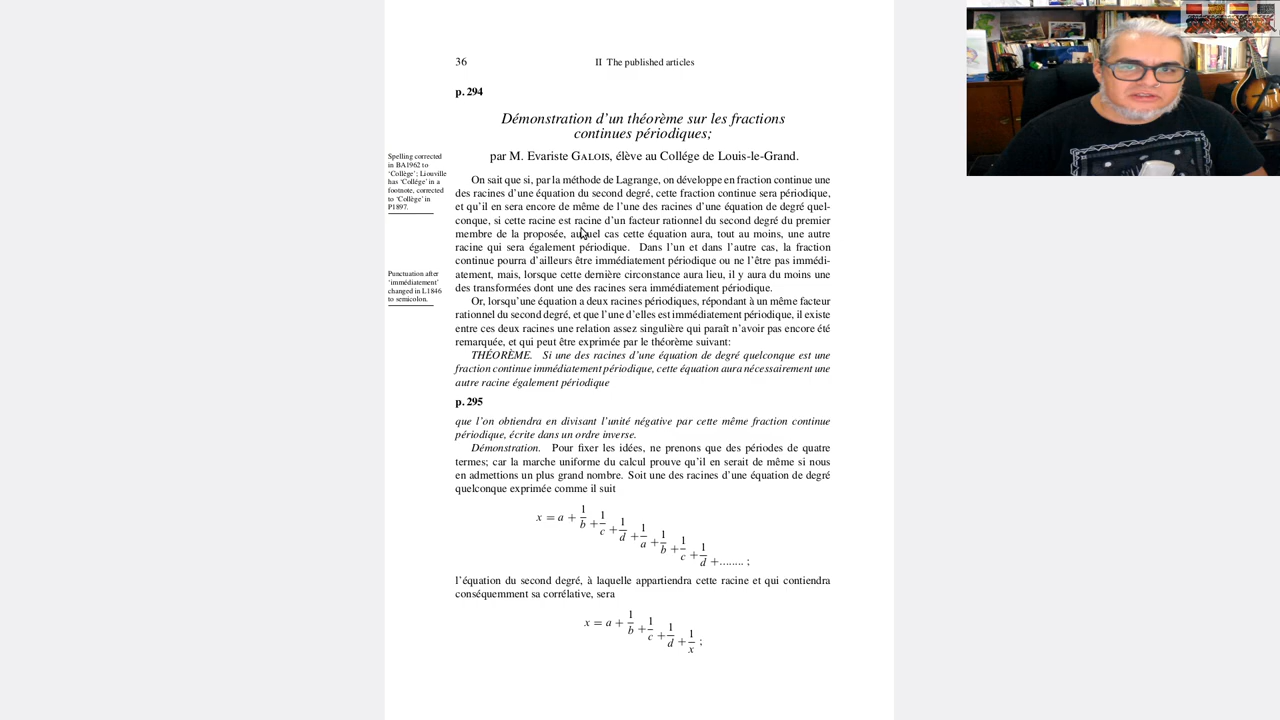 36
II The published articles
p. 294
Démonstration d'un théorème sur les fractions
continues périodiques;
par M. Evariste GALOIS, élève au Collége de Louis-le-Grand.
Spelling corrected
in BA1962 to
'Collège'; Liouville
has 'Collége' in a
footnote, corrected
to 'Collège' in
P1897.
On sait que si, par la méthode de Lagrange, on développe en fraction continue une
des racines d'une équation du second degré, cette fraction continue sera périodique,
et qu'il en sera encore de même de l'une des racines d'une équation de degré quel-
conque, si cette racine est racine d'un facteur rationnel du second degré du premier
membre de la proposée, auquel cas cette équation aura, tout au moins, une autre
racine qui sera également périodique. Dans l'un et dans l'autre cas, la fraction
continue pourra d'ailleurs être immédiatement périodique ou ne l'être pas immédi-
atement, mais, lorsque cette dernière circonstance aura lieu, il y aura du moins une
des transformées dont une des racines sera immédiatement périodique.
Punctuation after
'immédiatement'
changed in L1846
to semicolon.
Or, lorsqu'une équation a deux racines périodiques, répondant à un même facteur
rationnel du second degré, et que l'une d'elles est immédiatement périodique, il existe
entre ces deux racines une relation assez singulière qui paraît n'avoir pas encore été
remarquée, et qui peut être exprimée par le théorème suivant:
THÉORÈME. Si une des racines d'une équation de degré quelconque est une
fraction continue immédiatement périodique, cette équation aura nécessairement une
autre racine également périodique
p. 295
que l'on obtiendra en divisant l'unité négative par cette même fraction continue
périodique, écrite dans un ordre inverse.
Démonstration. Pour fixer les idées, ne prenons que des périodes de quatre
termes; car la marche uniforme du calcul prouve qu'il en serait de même si nous
en admettions un plus grand nombre. Soit une des racines d'une équation de degré
quelconque exprimée comme il suit
x = a + 1/b + 1/c + 1/d + 1/a + 1/b + 1/c + 1/d +........ ;
l'équation du second degré, à laquelle appartiendra cette racine et qui contiendra
conséquemment sa corrélative, sera
x = a + 1/b + 1/c + 1/d + 1/x ;